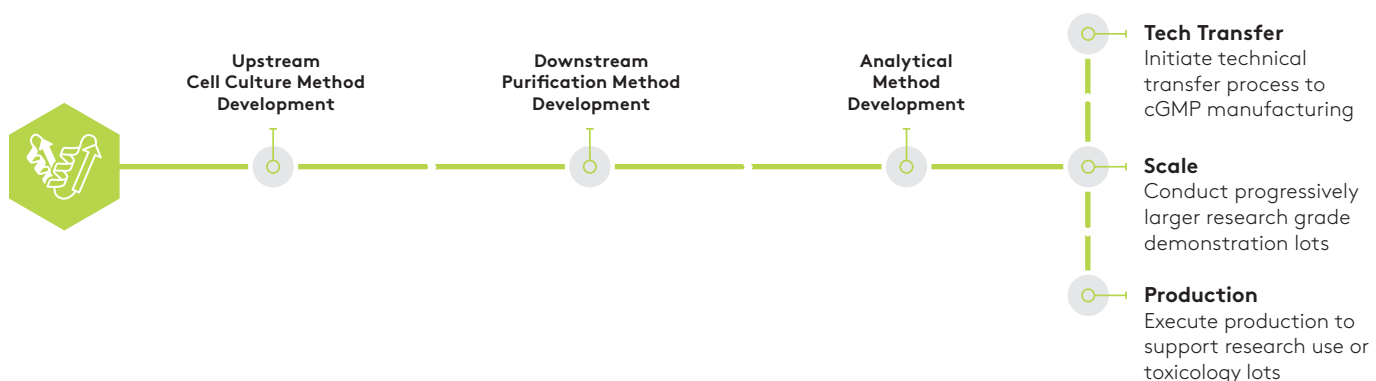 Upstream
Cell Culture Method
Development
Downstream
Purification Method
Development
Analytical
Method
Development
Tech Transfer
Initiate technical
transfer process to
cGMP manufacturing
Scale
Conduct progressively
larger research grade
demonstration lots
Production
Execute production to
support research use or
toxicology lots